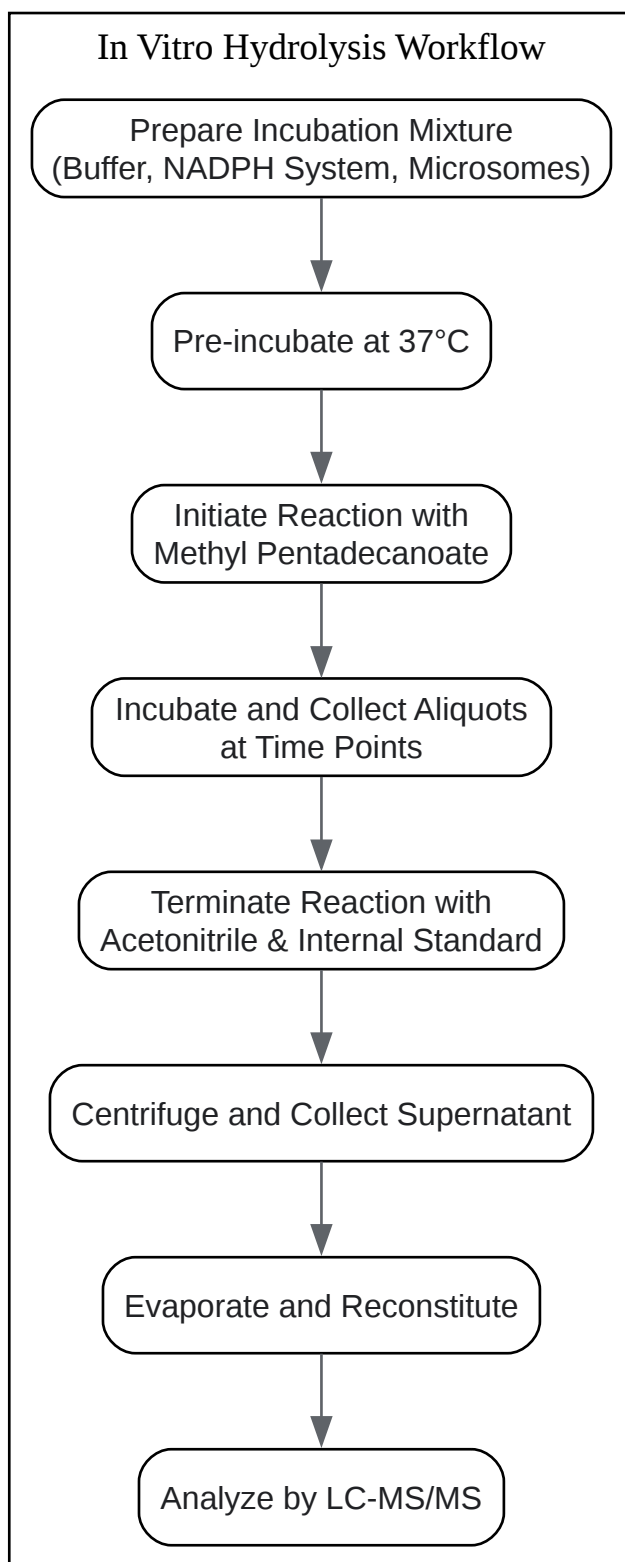 In Vitro Hydrolysis Workflow
Prepare Incubation Mixture
(Buffer, NADPH System, Microsomes)
Pre-incubate at 37°C
Initiate Reaction with
Methyl Pentadecanoate
Incubate and Collect Aliquots
at Time Points
Terminate Reaction with
Acetonitrile & Internal Standard
Centrifuge and Collect Supernatant
Evaporate and Reconstitute
Analyze by LC-MS/MS